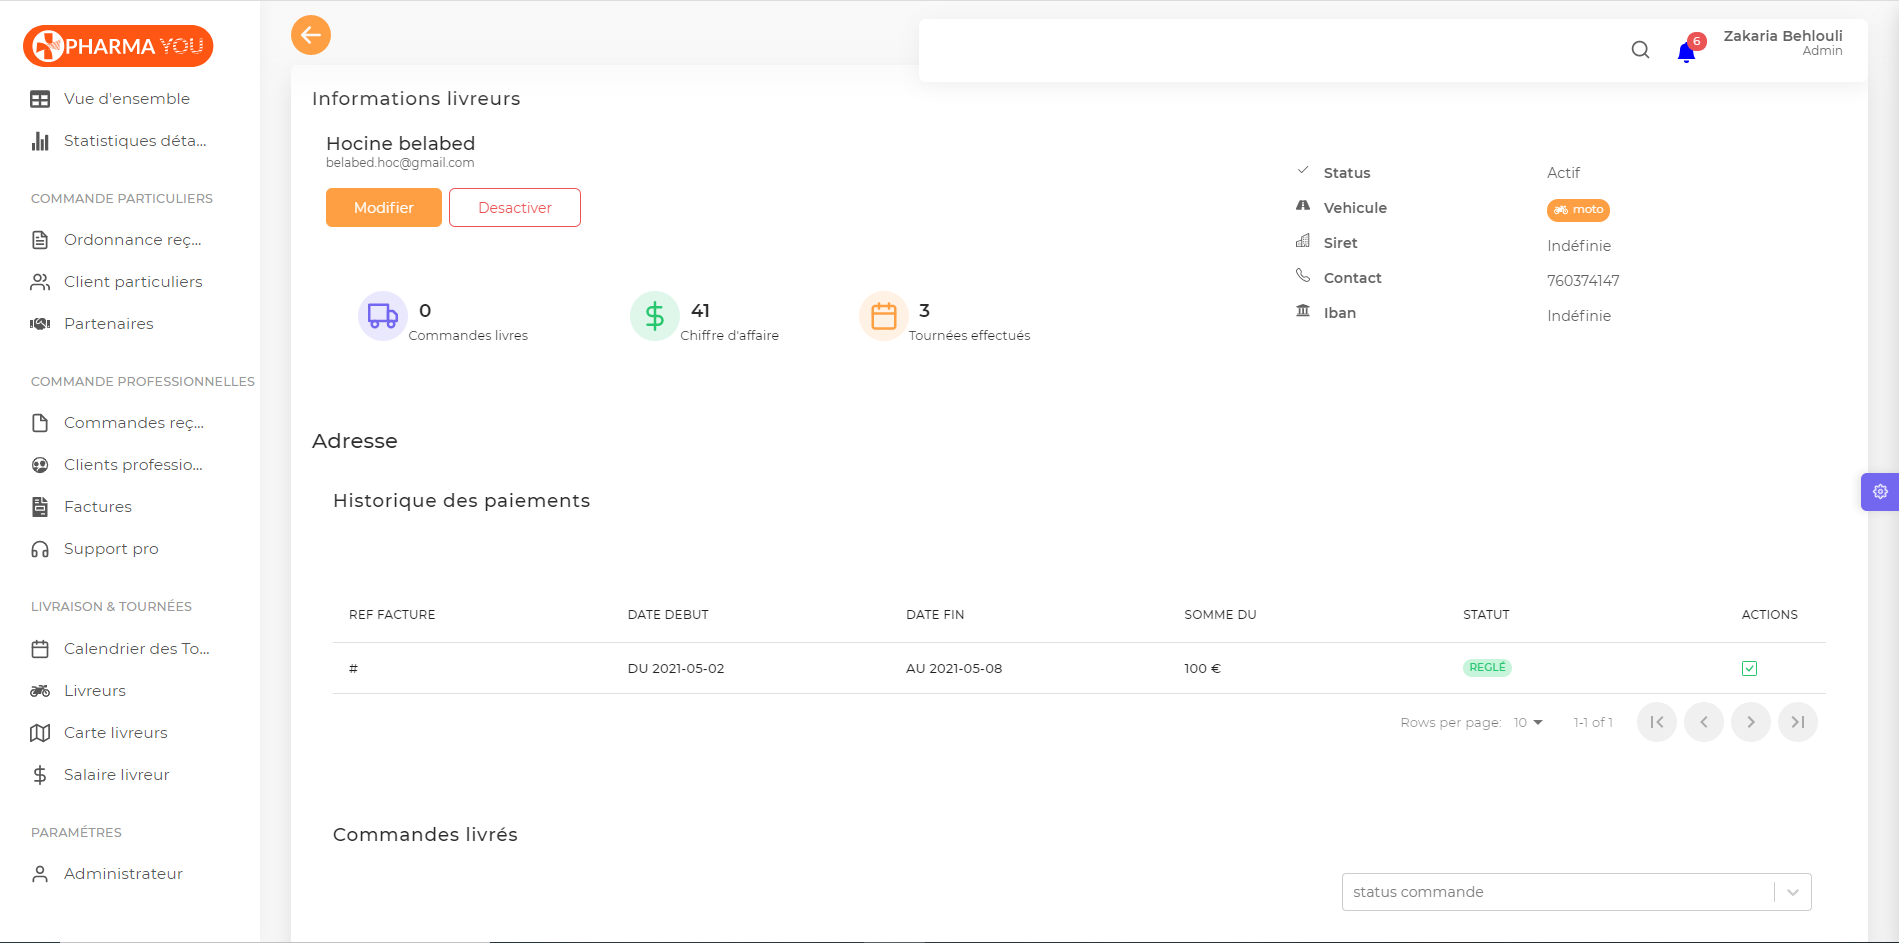 PHARMA YOU
Vue d'ensemble
Statistiques déta...
COMMANDE PARTICULIERS
Ordonnance reç...
Client particuliers
Partenaires
COMMANDE PROFESSIONNELLES
Commandes reç...
Clients professio...
Factures
Support pro
LIVRAISON & TOURNÉES
Calendrier des To...
Livreurs
Carte livreurs
Salaire livreur
PARAMÉTRES
Administrateur
6
Zakaria Behlouli
Admin
Informations livreurs
Hocine belabed
belabed.hoc@gmail.com
Modifier Desactiver
Status Actif
Vehicule moto
Siret Indéfinie
Contact 760374147
Iban Indéfinie
0
Commandes livres
41
Chiffre d'affaire
3
Tournées effectués
Adresse
Historique des paiements
REF FACTURE DATE DEBUT DATE FIN SOMME DU STATUT ACTIONS
# DU 2021-05-02 AU 2021-05-08 100 € REGLÉ
Rows per page: 10 1-1 of 1
Commandes livrés
status commande